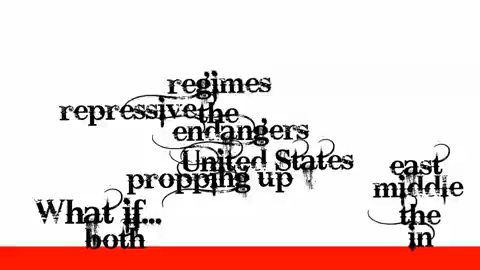 regimes
repressive the
endangers
United States
propping up
What if...
both
east
middle
the
in